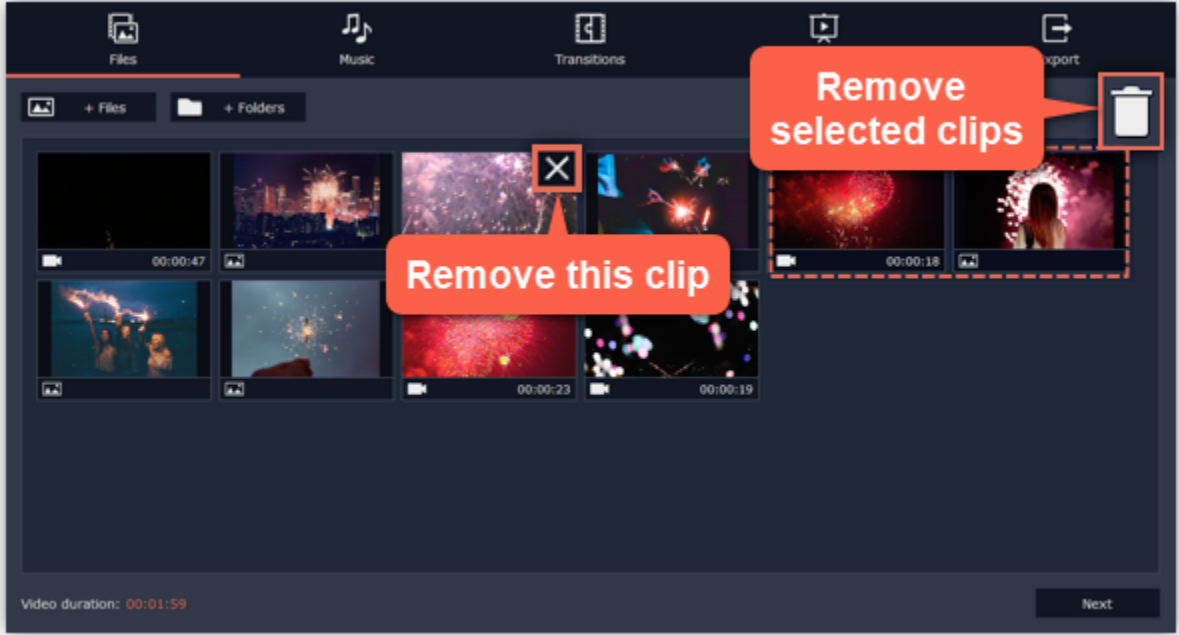 Files
Music
Transitions
+ Files
+ Folders
Remove
selected clips
Remove this clip
00:00:47
00:00:18
00:00:23
00:00:19
Video duration: 00:01:59
Next